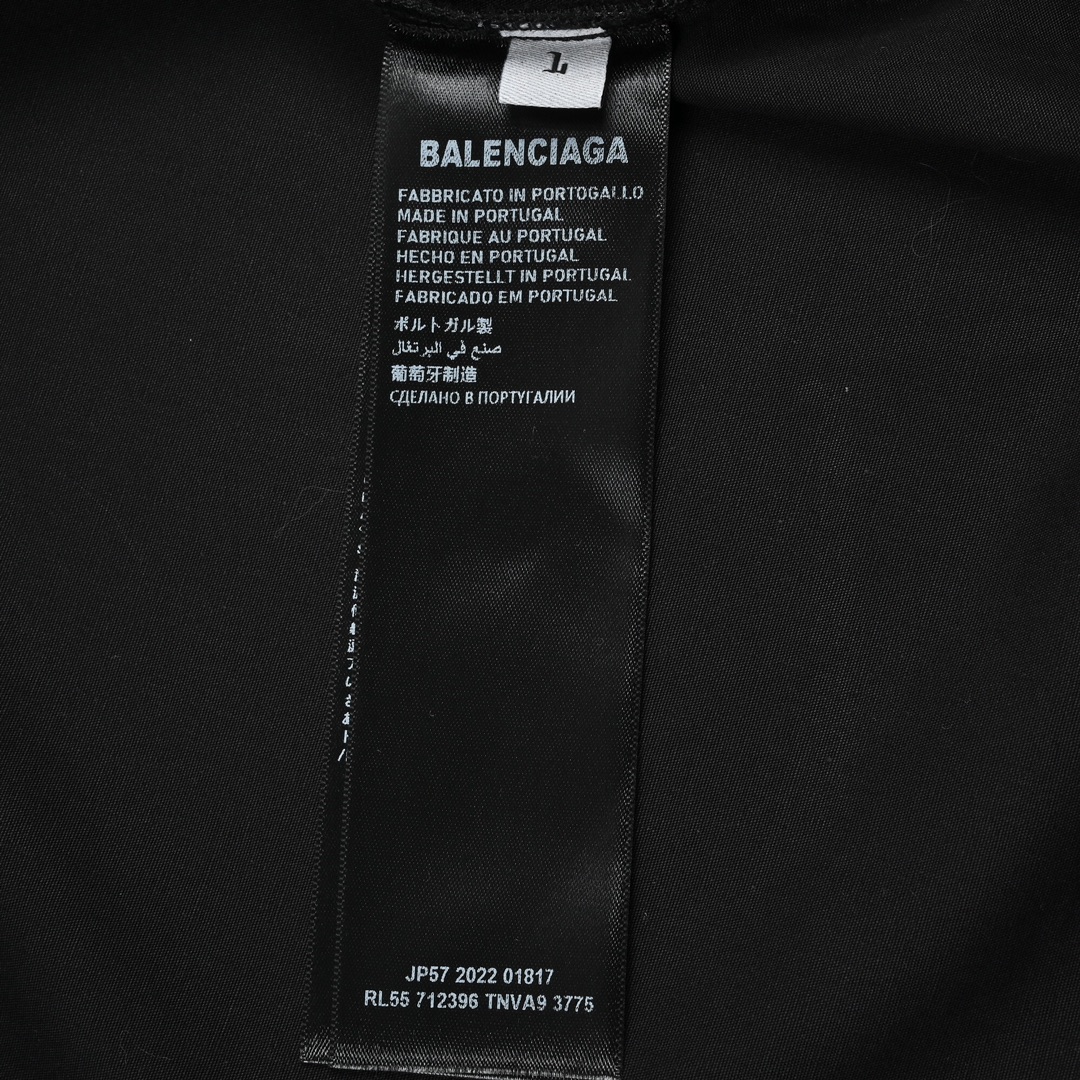 L
BALENCIAGA
FABBRICATO IN PORTOGALLO
MADE IN PORTUGAL
FABRIQUE AU PORTUGAL
HECHO EN PORTUGAL
HERGESTELLT IN PORTUGAL
FABRICADO EM PORTUGAL
ポルトガル製
صنع في البرتغال
葡萄牙制造
СДЕЛАНО В ПОРТУГАЛИИ
JP57 2022 01817
RL55 712396 TNVA9 3775